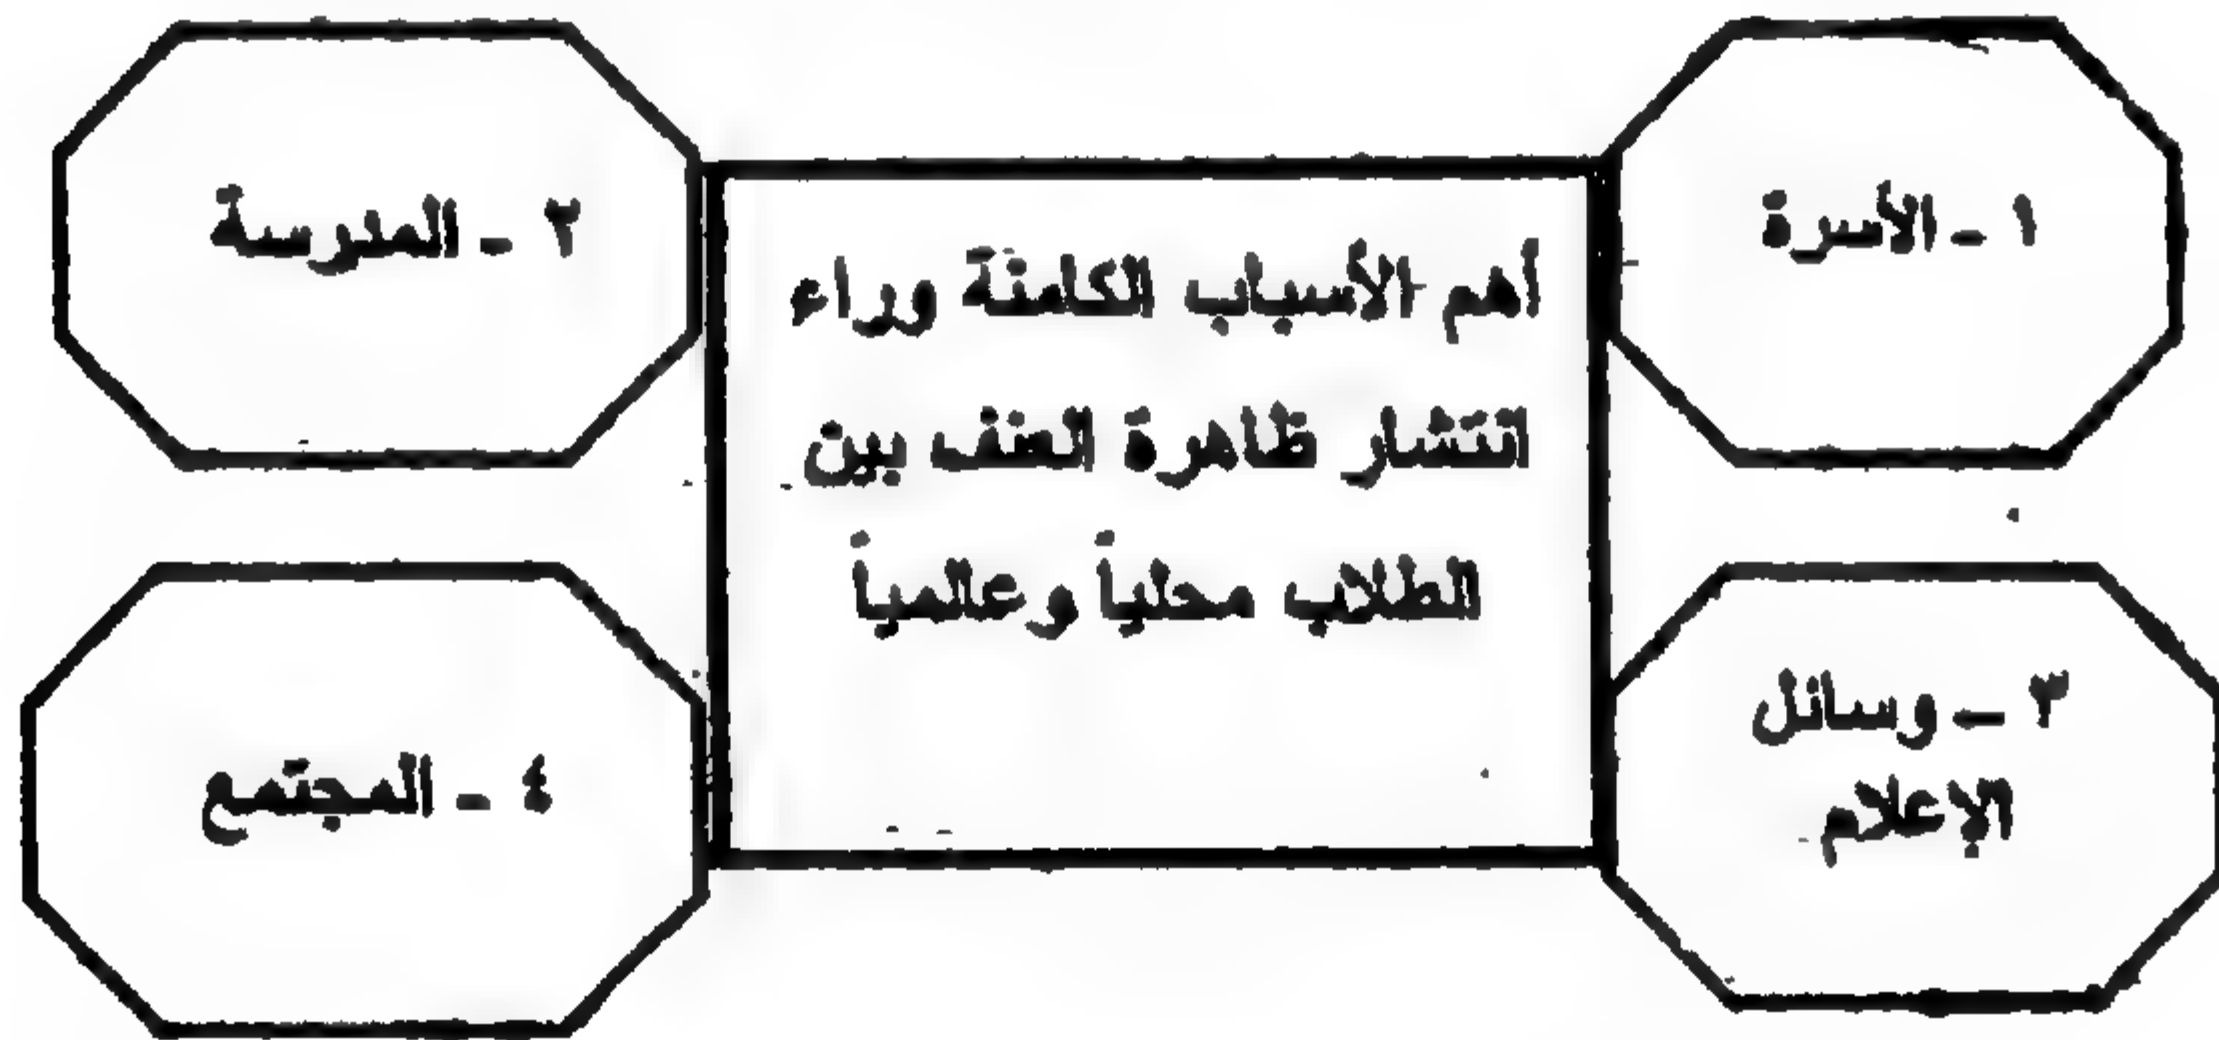 ١ - الأسرة
٢ - المدرسة
أهم الأسباب الكامنة وراء
انتشار ظاهرة العنف بين
الطلاب محلياً وعالمياً
٣ - وسائل
الإعلام
٤ - المجتمع